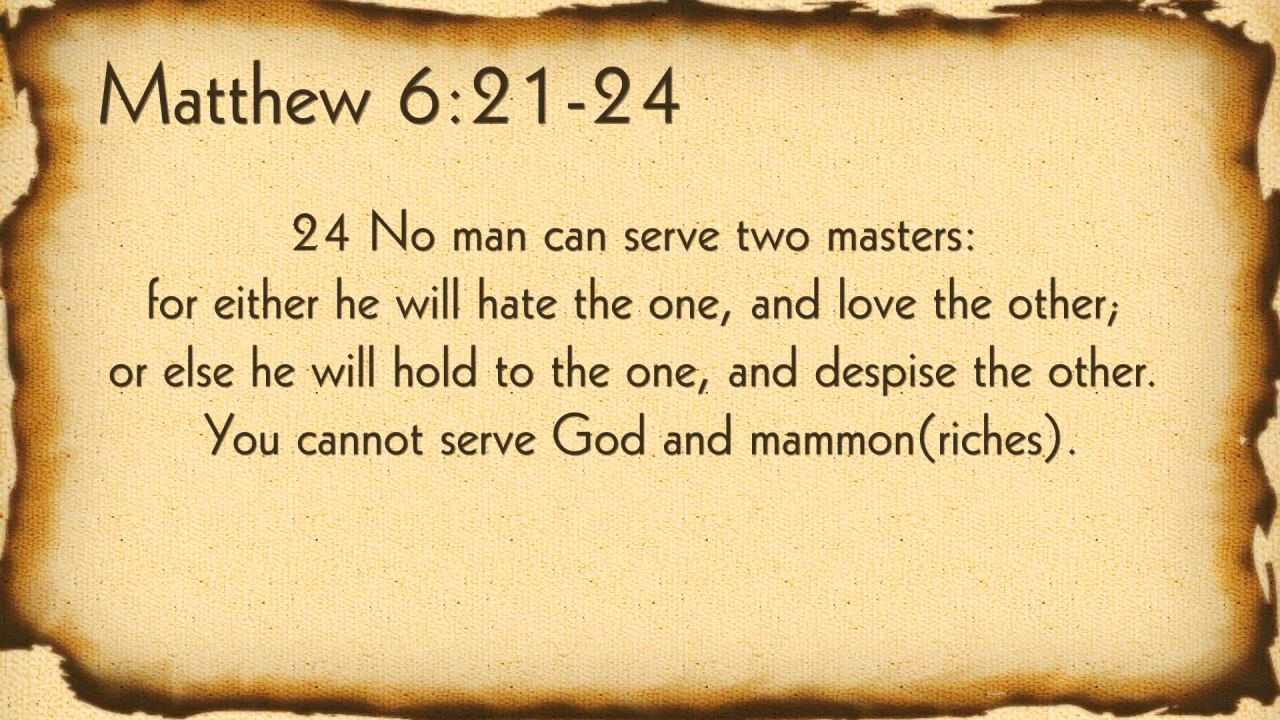 Matthew 6:21-24
24 No man can serve two masters:
for either he will hate the one, and love the other;
or else he will hold to the one, and despise the other.
You cannot serve God and mammon(riches).